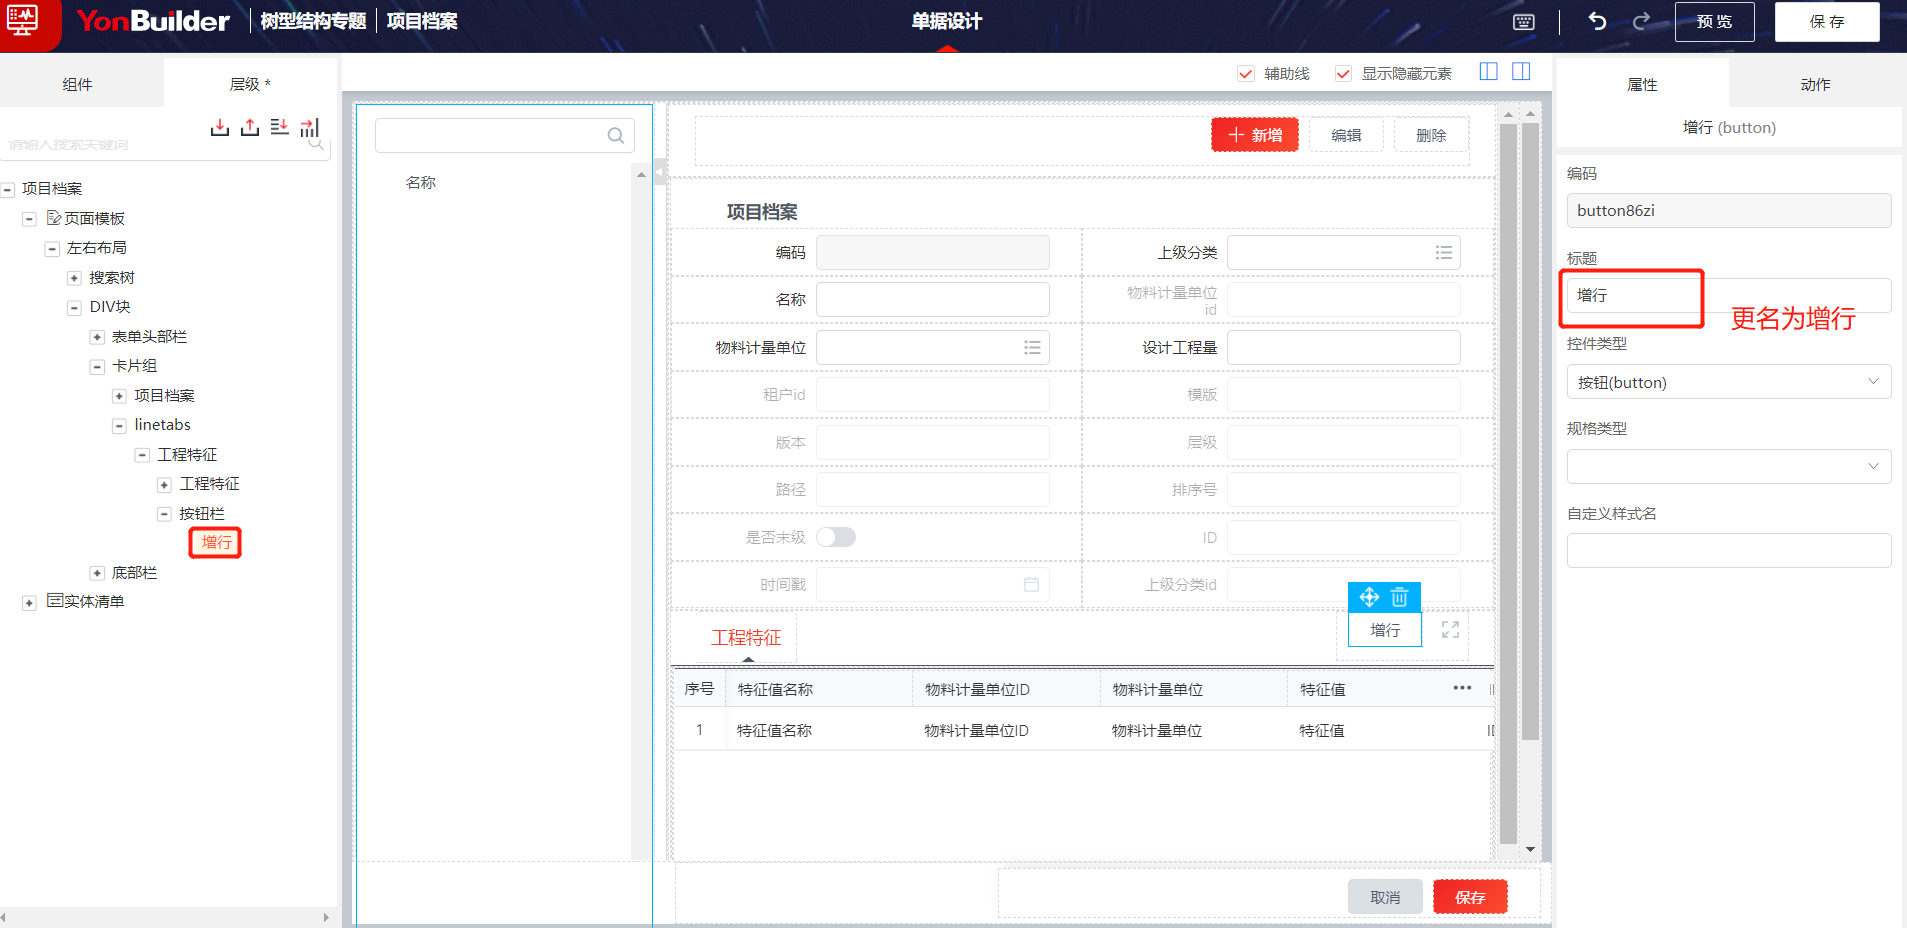 YonBuilder 树型结构专题 项目档案 单据设计 预览 保存
组件 层级 * 辅助线 显示隐藏元素 属性 动作
请输入搜索关键词
增行 (button)
项目档案
页面模板
左右布局
搜索树
DIV块
表单头部栏
卡片组
项目档案
linetabs
工程特征
工程特征
按钮栏
增行
底部栏
实体清单
名称
新增 编辑 删除
项目档案
编码 上级分类
名称 物料计量单位id
物料计量单位 设计工程量
租户id 模版
版本 层级
路径 排序号
是否末级 ID
时间戳 上级分类id
工程特征 增行
序号 特征值名称 物料计量单位ID 物料计量单位 特征值 •••
1 特征值名称 物料计量单位ID 物料计量单位 特征值
取消 保存
编码
button86zi
标题
增行
更名为增行
控件类型
按钮(button)
规格类型
自定义样式名